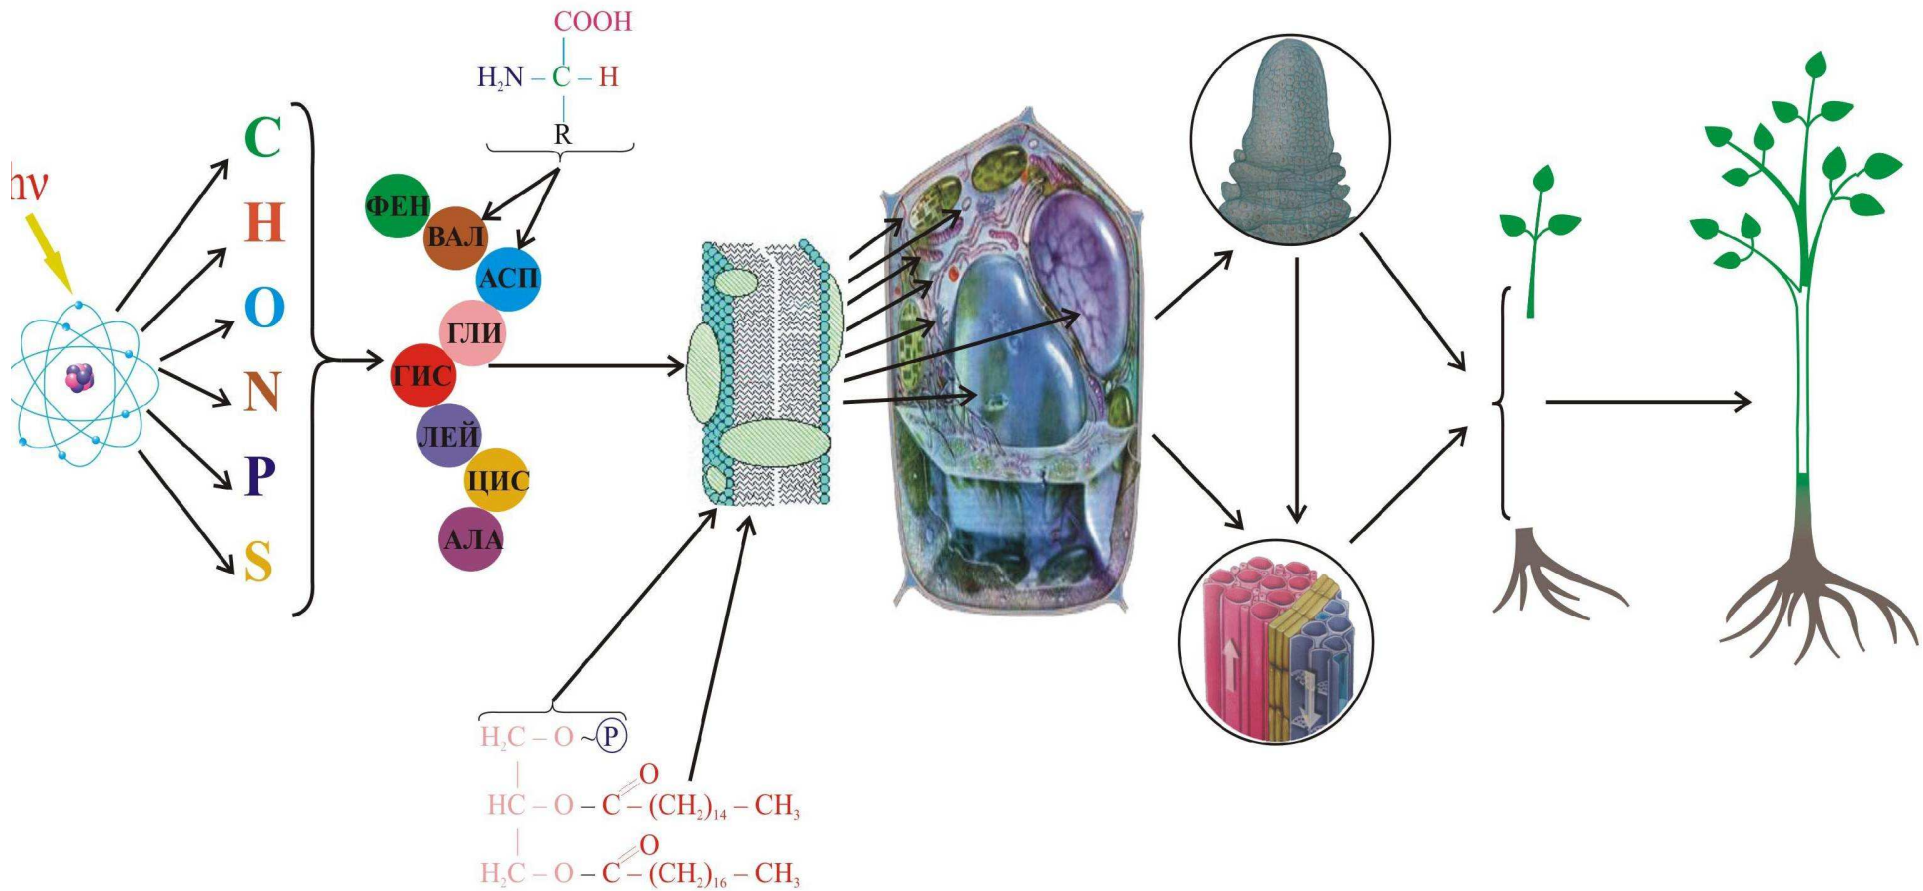 COOH
H₂N – C – H
R
hν
C
H
O
N
P
S
ФЕН
ВАЛ
АСП
ГЛИ
ГИС
ЛЕЙ
ЦИС
АЛА
H₂C – O ~ P
O
HC – O – C – (CH₂)₁₄ – CH₃
O
H₂C – O – C – (CH₂)₁₆ – CH₃